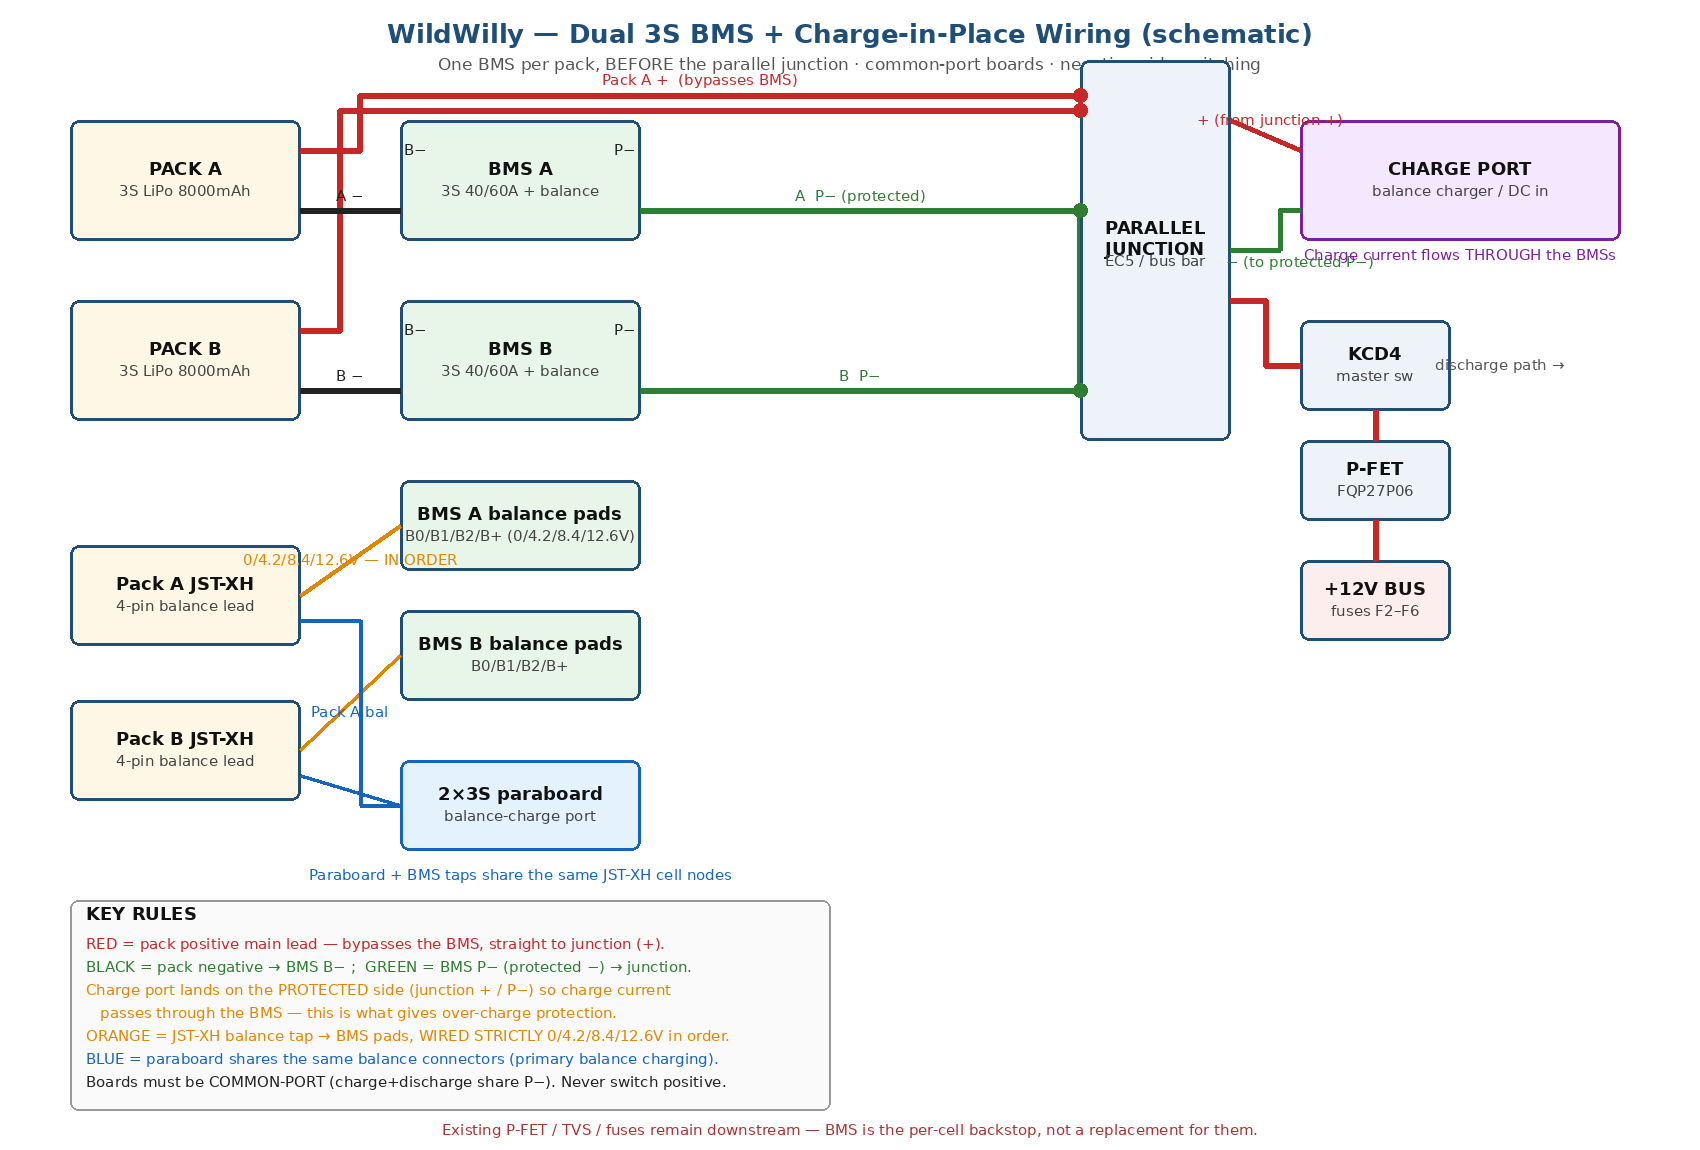 WildWilly — Dual 3S BMS + Charge-in-Place Wiring (schematic)
One BMS per pack, BEFORE the parallel junction · common-port boards ·
Pack A + (bypasses BMS)
+ (from junction +)
PACK A
3S LiPo 8000mAh
A −
B−
P−
BMS A
3S 40/60A + balance
A P− (protected)
PARALLEL
JUNCTION
EC5 / bus bar
CHARGE PORT
balance charger / DC in
Charge current flows THROUGH the BMSs
− (to protected P−)
PACK B
3S LiPo 8000mAh
B −
B−
P−
BMS B
3S 40/60A + balance
B P−
KCD4
master sw
discharge path →
P-FET
FQP27P06
+12V BUS
fuses F2–F6
BMS A balance pads
B0/B1/B2/B+ (0/4.2/8.4/12.6V)
0/4.2/8.4/12.6V — IN ORDER
Pack A JST-XH
4-pin balance lead
BMS B balance pads
B0/B1/B2/B+
Pack A bal
Pack B JST-XH
4-pin balance lead
2×3S paraboard
balance-charge port
Paraboard + BMS taps share the same JST-XH cell nodes
KEY RULES
RED = pack positive main lead — bypasses the BMS, straight to junction (+).
BLACK = pack negative → BMS B− ; GREEN = BMS P− (protected −) → junction.
Charge port lands on the PROTECTED side (junction + / P−) so charge current
passes through the BMS — this is what gives over-charge protection.
ORANGE = JST-XH balance tap → BMS pads, WIRED STRICTLY 0/4.2/8.4/12.6V in order.
BLUE = paraboard shares the same balance connectors (primary balance charging).
Boards must be COMMON-PORT (charge+discharge share P−). Never switch positive.
Existing P-FET / TVS / fuses remain downstream — BMS is the per-cell backstop, not a replacement for them.